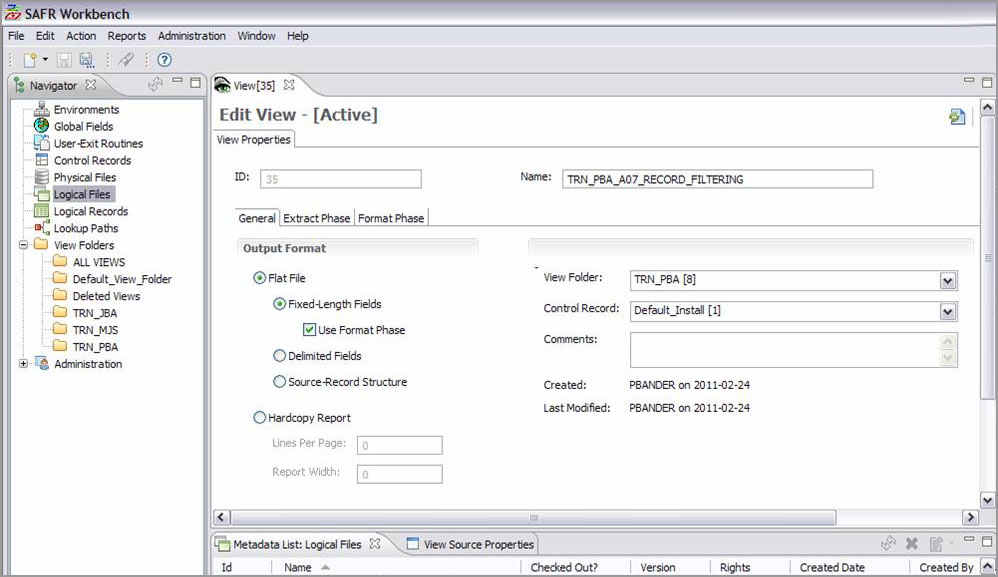 SAFR Workbench
File Edit Action Reports Administration Window Help
Navigator
Environments
Global Fields
User-Exit Routines
Control Records
Physical Files
Logical Files
Logical Records
Lookup Paths
View Folders
ALL VIEWS
Default_View_Folder
Deleted Views
TRN_JBA
TRN_MJS
TRN_PBA
Administration
View[35]
Edit View - [Active]
View Properties
ID: 35 Name: TRN_PBA_A07_RECORD_FILTERING
General Extract Phase Format Phase
Output Format
Flat File
Fixed-Length Fields
Use Format Phase
Delimited Fields
Source-Record Structure
Hardcopy Report
Lines Per Page: 0
Report Width: 0
View Folder: TRN_PBA [8]
Control Record: Default_Install [1]
Comments:
Created: PBANDER on 2011-02-24
Last Modified: PBANDER on 2011-02-24
Metadata List: Logical Files View Source Properties
Id Name Checked Out? Version Rights Created Date Created By